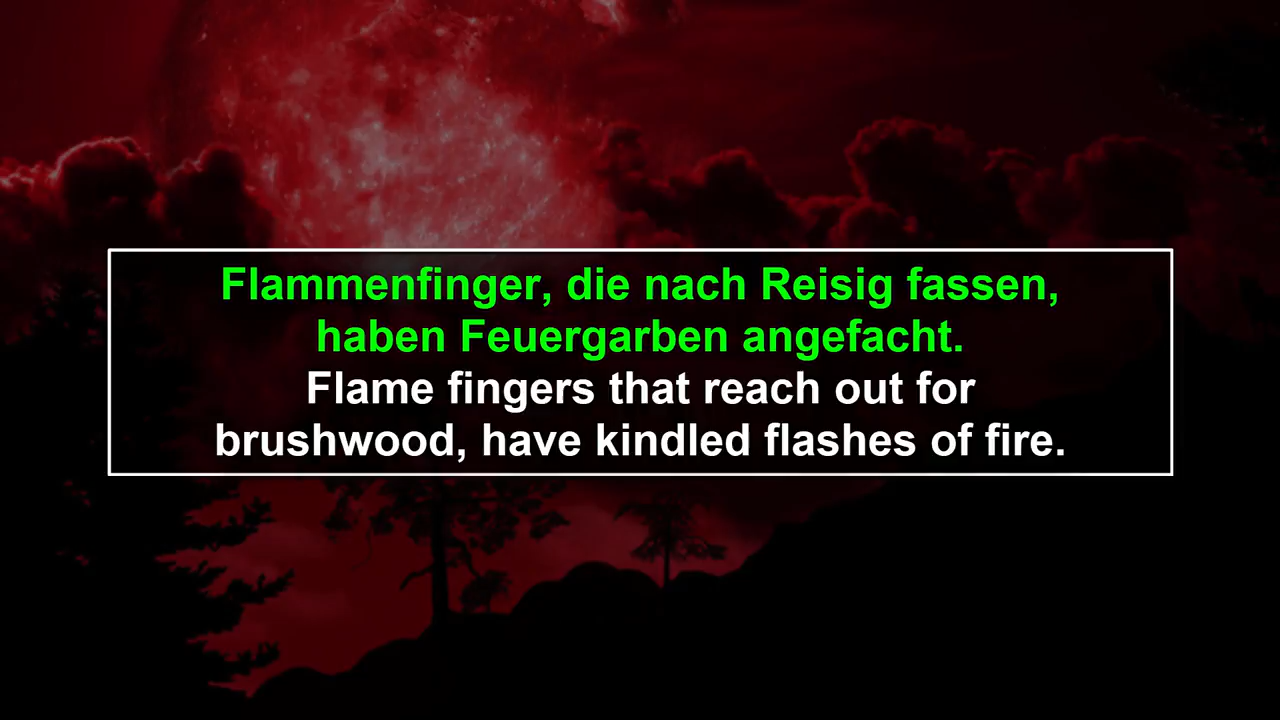 Flammenfinger, die nach Reisig fassen,
haben Feuergarben angefacht.
Flame fingers that reach out for
brushwood, have kindled flashes of fire.